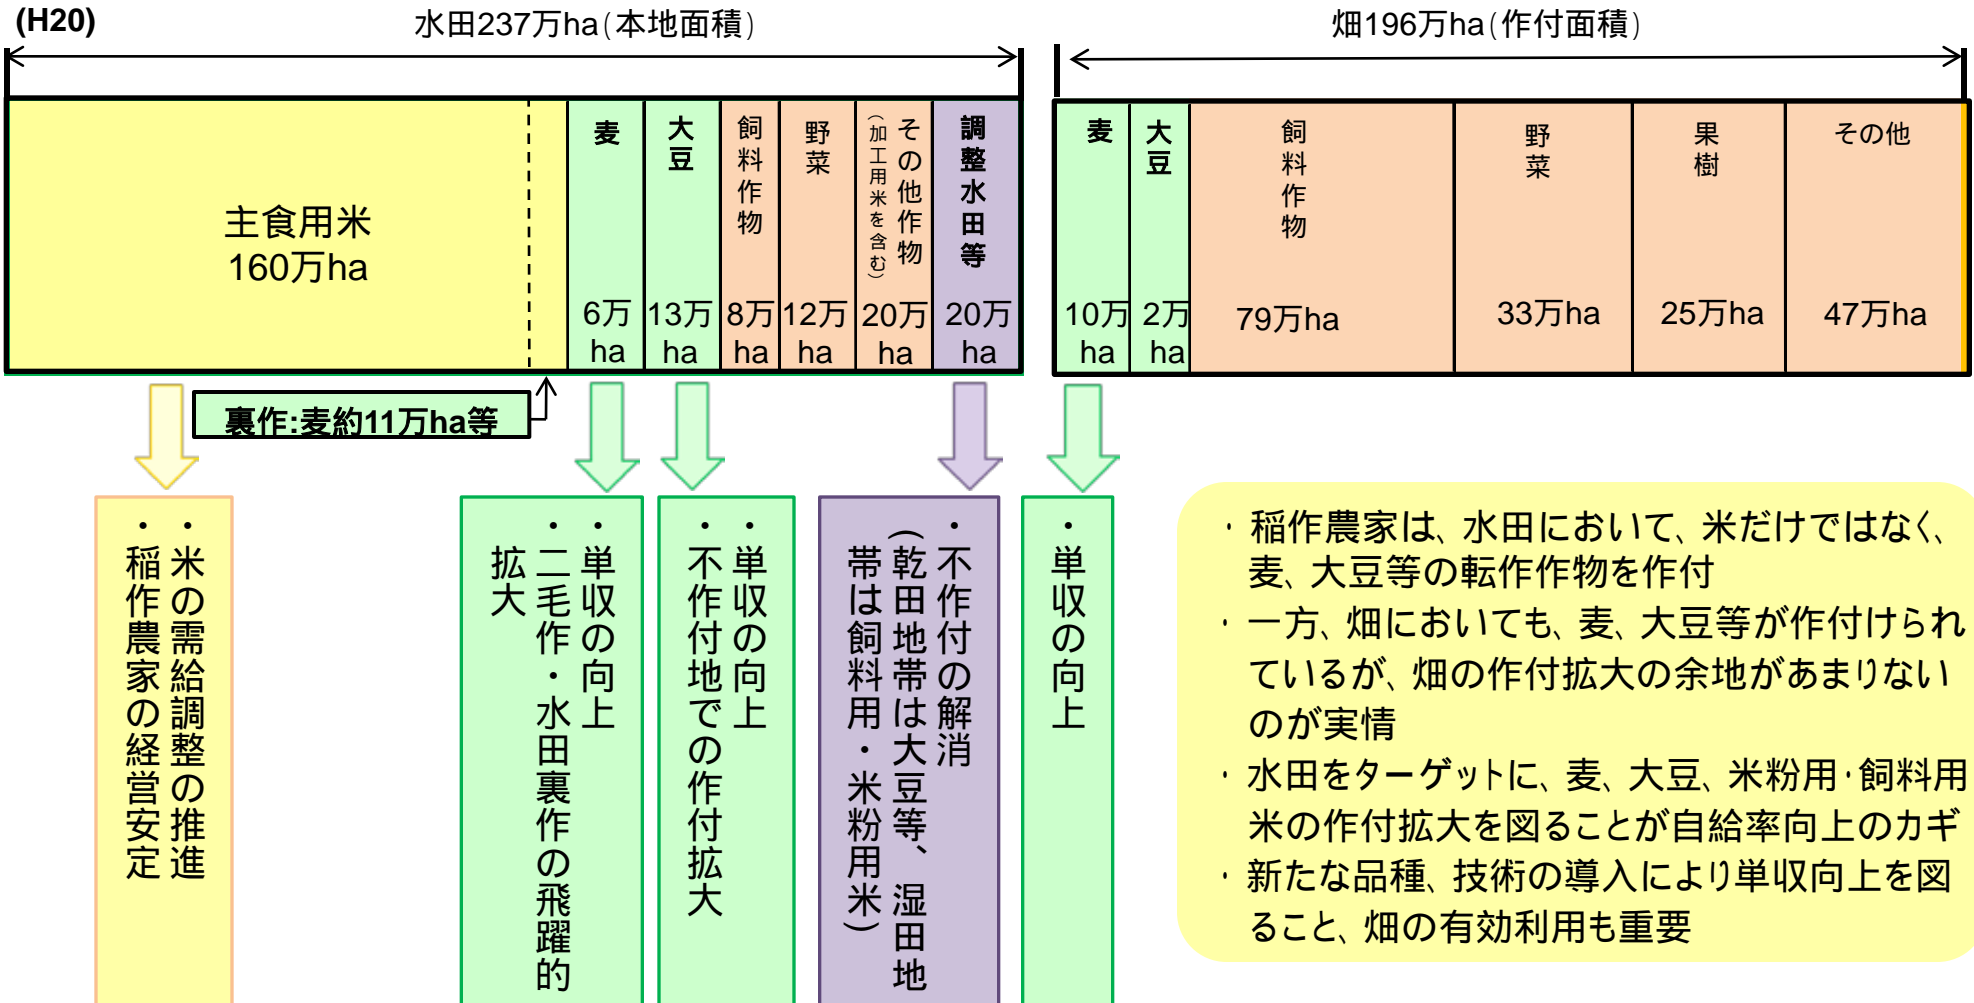 (H20)
水田237万ha(本地面積)
畑196万ha(作付面積)
主食用米
160万ha
麦
6万
ha
大豆
13万
ha
飼料作物
8万
ha
野菜
12万
ha
その他作物
(加工用米を含む)
20万
ha
調整水田等
20万
ha
麦
10万
ha
大豆
2万
ha
飼料作物
79万ha
野菜
33万ha
果樹
25万ha
その他
47万ha
裏作:麦約11万ha等
・米の需給調整の推進
・稲作農家の経営安定
・単収の向上
・二毛作・水田裏作の飛躍的
拡大
・単収の向上
・不作付地での作付拡大
・不作付の解消
(乾田地帯は大豆等、湿田地
帯は飼料用・米粉用米)
・単収の向上
・稲作農家は、水田において、米だけではなく、
麦、大豆等の転作作物を作付
・一方、畑においても、麦、大豆等が作付けられ
ているが、畑の作付拡大の余地があまりない
のが実情
・水田をターゲットに、麦、大豆、米粉用・飼料用
米の作付拡大を図ることが自給率向上のカギ
・新たな品種、技術の導入により単収向上を図
ること、畑の有効利用も重要